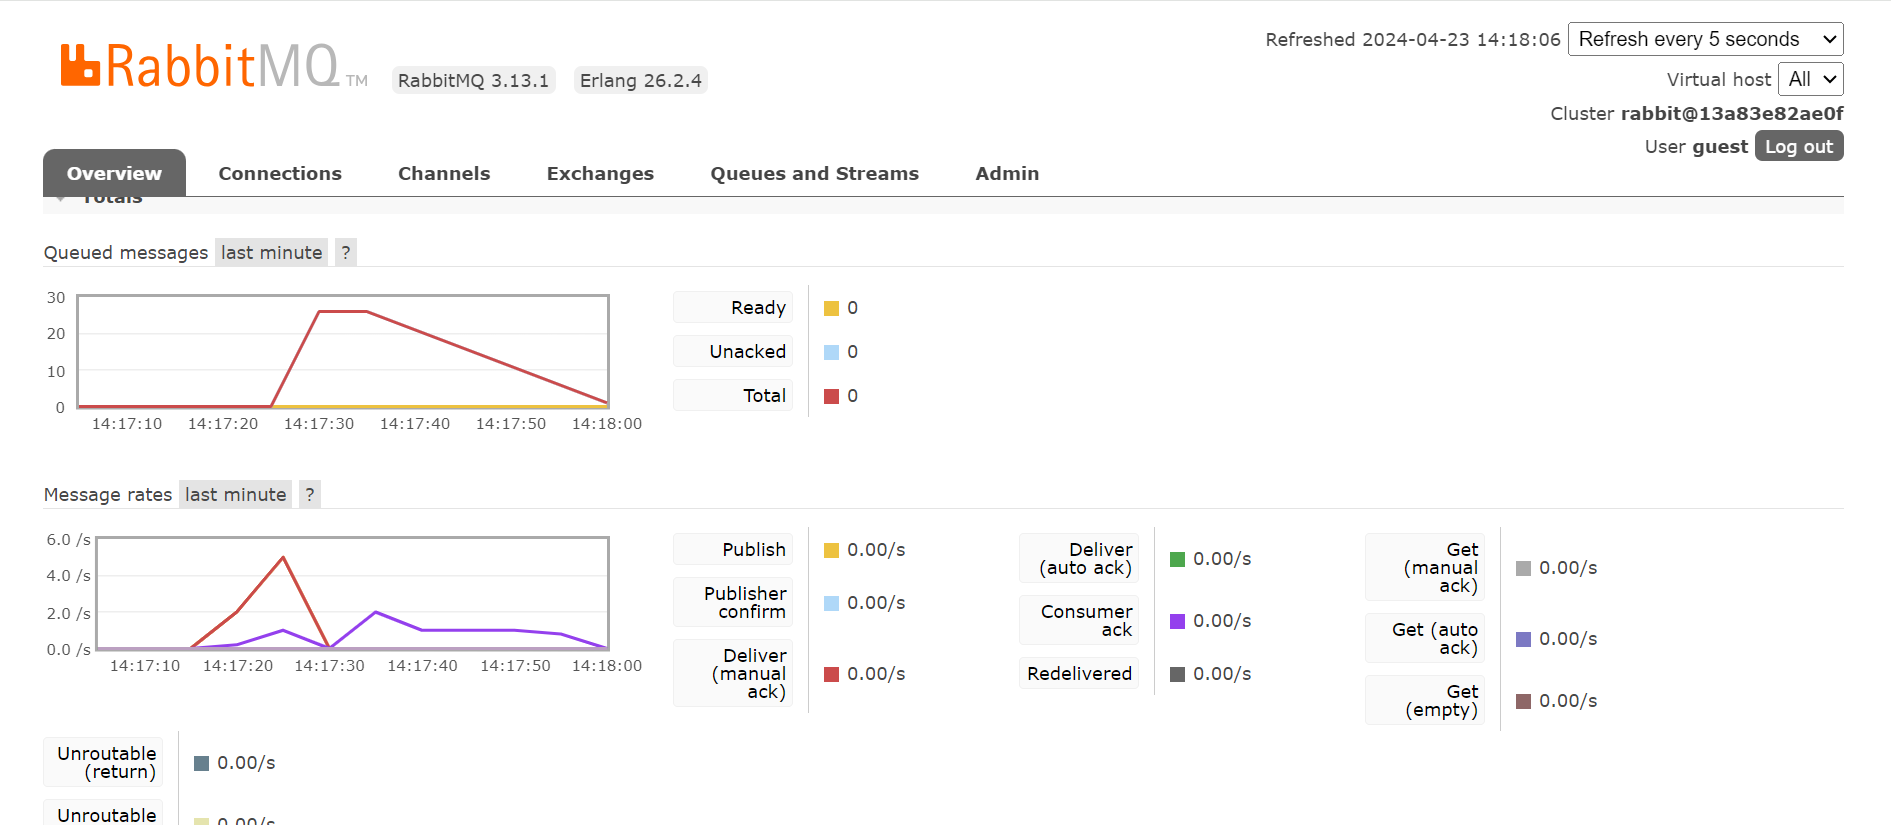 RabbitMQ TM
RabbitMQ 3.13.1
Erlang 26.2.4
Refreshed 2024-04-23 14:18:06 Refresh every 5 seconds
Virtual host All
Cluster rabbit@13a83e82ae0f
User guest Log out
Overview Connections Channels Exchanges Queues and Streams Admin
Totals
Queued messages last minute ?
30
20
10
0
14:17:10 14:17:20 14:17:30 14:17:40 14:17:50 14:18:00
Ready 0
Unacked 0
Total 0
Message rates last minute ?
6.0 /s
4.0 /s
2.0 /s
0.0 /s
14:17:10 14:17:20 14:17:30 14:17:40 14:17:50 14:18:00
Publish 0.00/s
Publisher
confirm 0.00/s
Deliver
(manual
ack) 0.00/s
Deliver
(auto ack) 0.00/s
Consumer
ack 0.00/s
Redelivered 0.00/s
Get
(manual
ack) 0.00/s
Get (auto
ack) 0.00/s
Get
(empty) 0.00/s
Unroutable
(return) 0.00/s
Unroutable
0.00/s